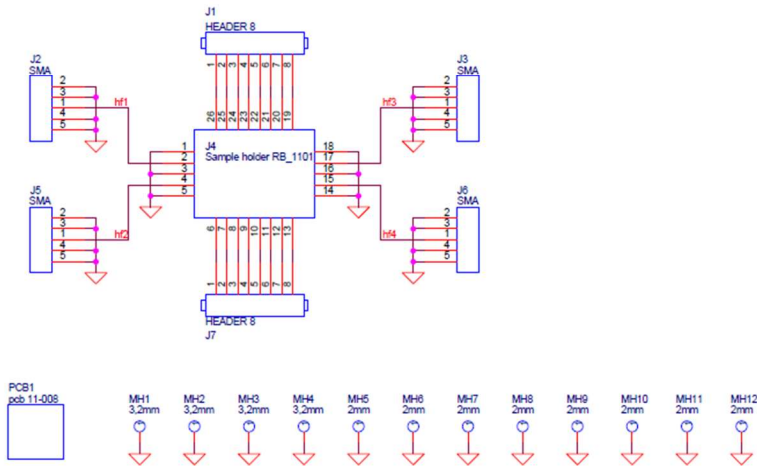 J1
HEADER 8
1 2 3 4 5 6 7 8
26 25 24 23 22 21 20 19
J2
SMA
2
3
1
4
5
hf1
J3
SMA
2
3
1
4
5
hf3
J4
Sample holder RB_1101
1
2
3
4
5
18
17
16
15
14
J5
SMA
2
3
1
4
5
hf2
J6
SMA
2
3
1
4
5
hf4
6 7 8 9 10 11 12 13
1 2 3 4 5 6 7 8
HEADER 8
J7
PCB1
pcb 11-008
MH1
3,2mm
MH2
3,2mm
MH3
3,2mm
MH4
3,2mm
MH5
2mm
MH6
2mm
MH7
2mm
MH8
2mm
MH9
2mm
MH10
2mm
MH11
2mm
MH12
2mm